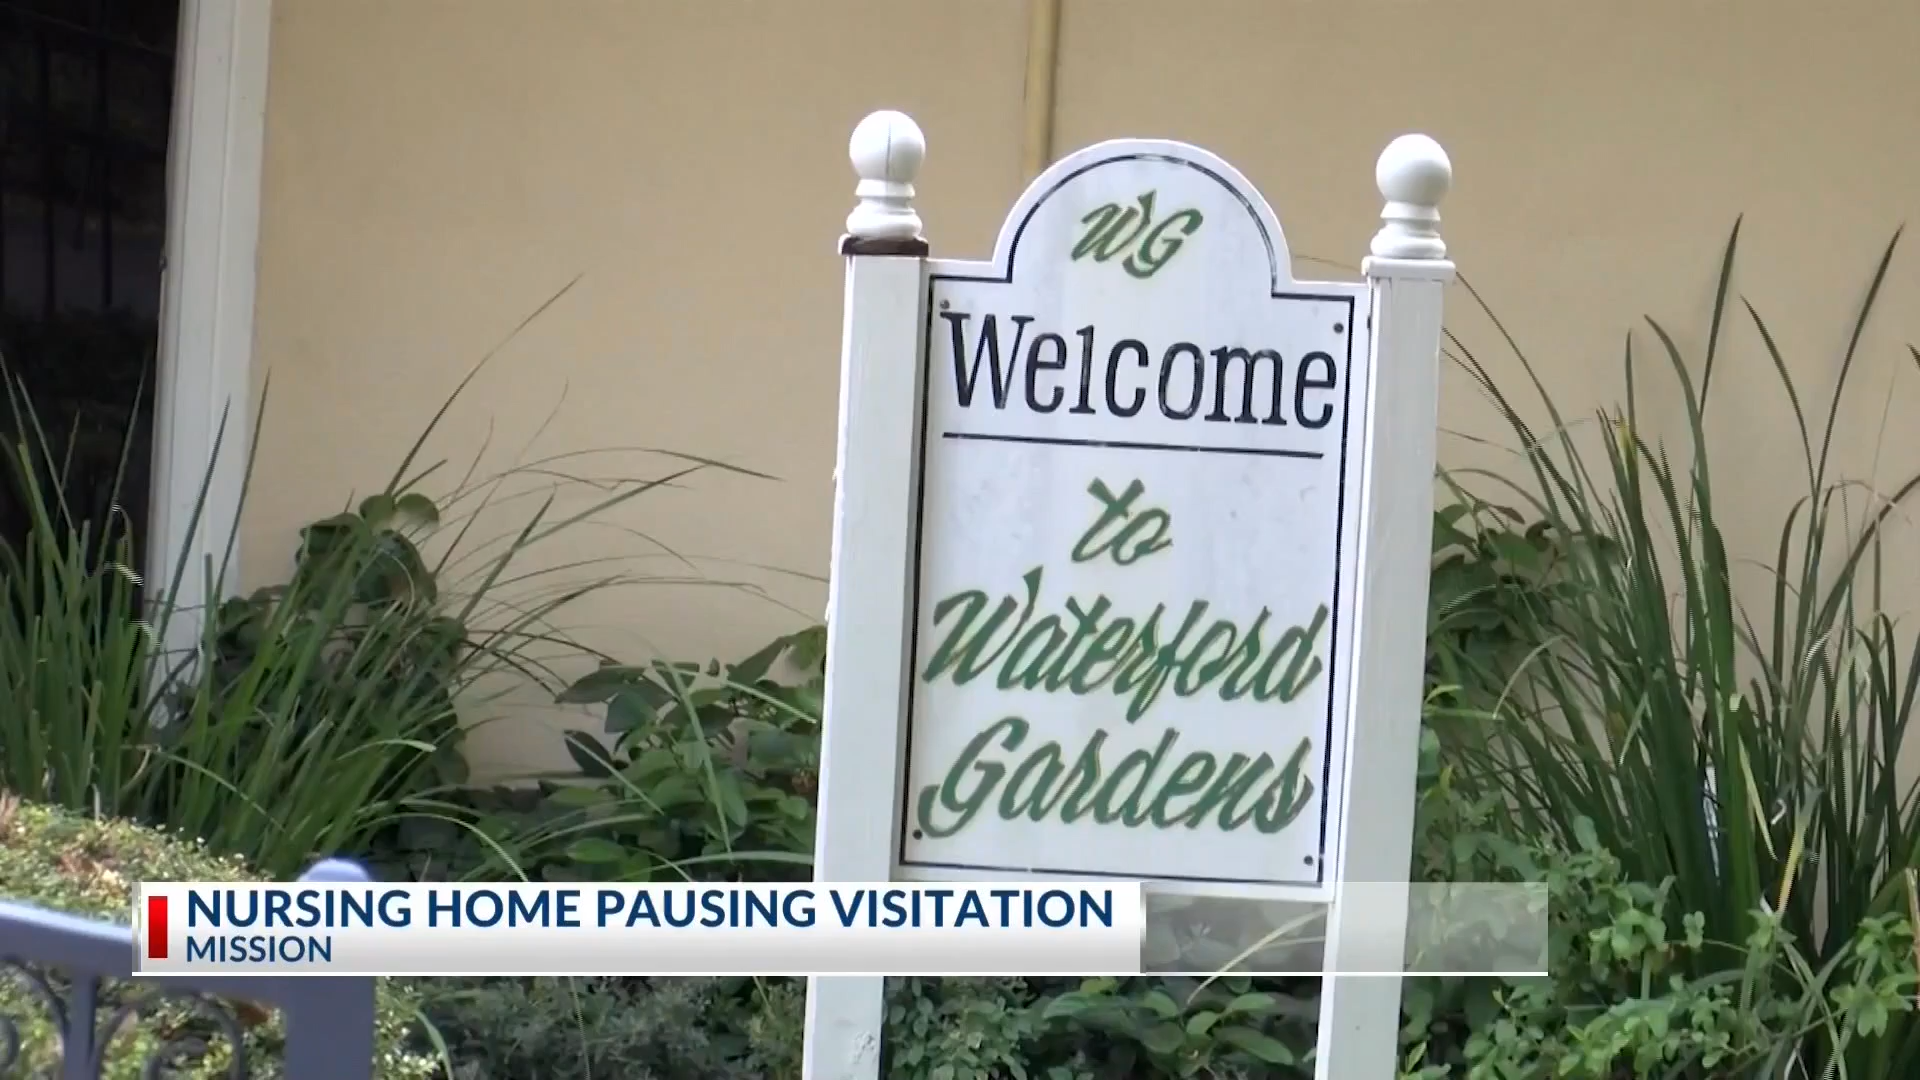 WG
Welcome
to
Waterford
Gardens
NURSING HOME PAUSING VISITATION
MISSION